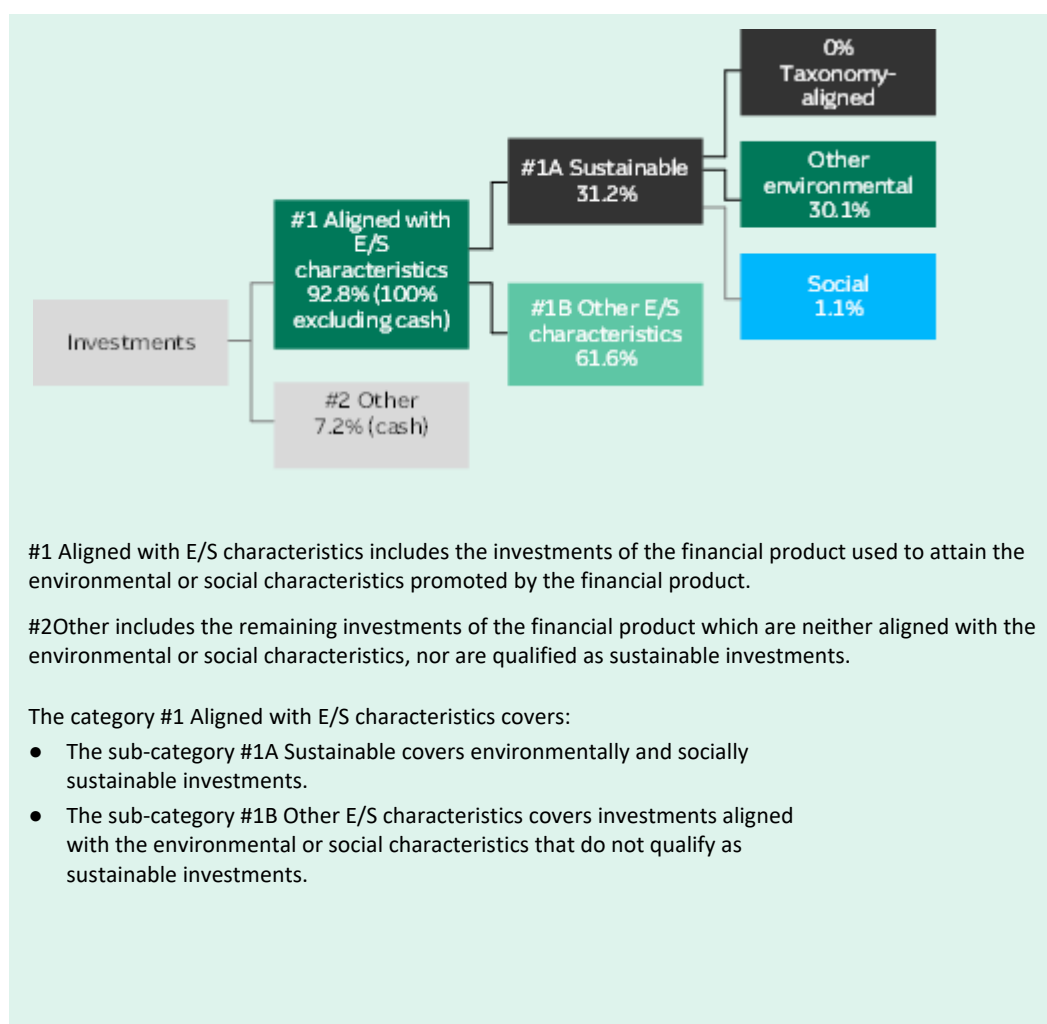 0%
Taxonomy-
aligned
#1A Sustainable
31.2%
Other
environmental
30.1%
#1 Aligned with
E/S
characteristics
92.8% (100%
excluding cash)
Social
1.1%
#1B Other E/S
characteristics
61.6%
Investments
#2 Other
7.2% (cash)
#1 Aligned with E/S characteristics includes the investments of the financial product used to attain the
environmental or social characteristics promoted by the financial product.
#2Other includes the remaining investments of the financial product which are neither aligned with the
environmental or social characteristics, nor are qualified as sustainable investments.
The category #1 Aligned with E/S characteristics covers:
● The sub-category #1A Sustainable covers environmentally and socially
sustainable investments.
● The sub-category #1B Other E/S characteristics covers investments aligned
with the environmental or social characteristics that do not qualify as
sustainable investments.